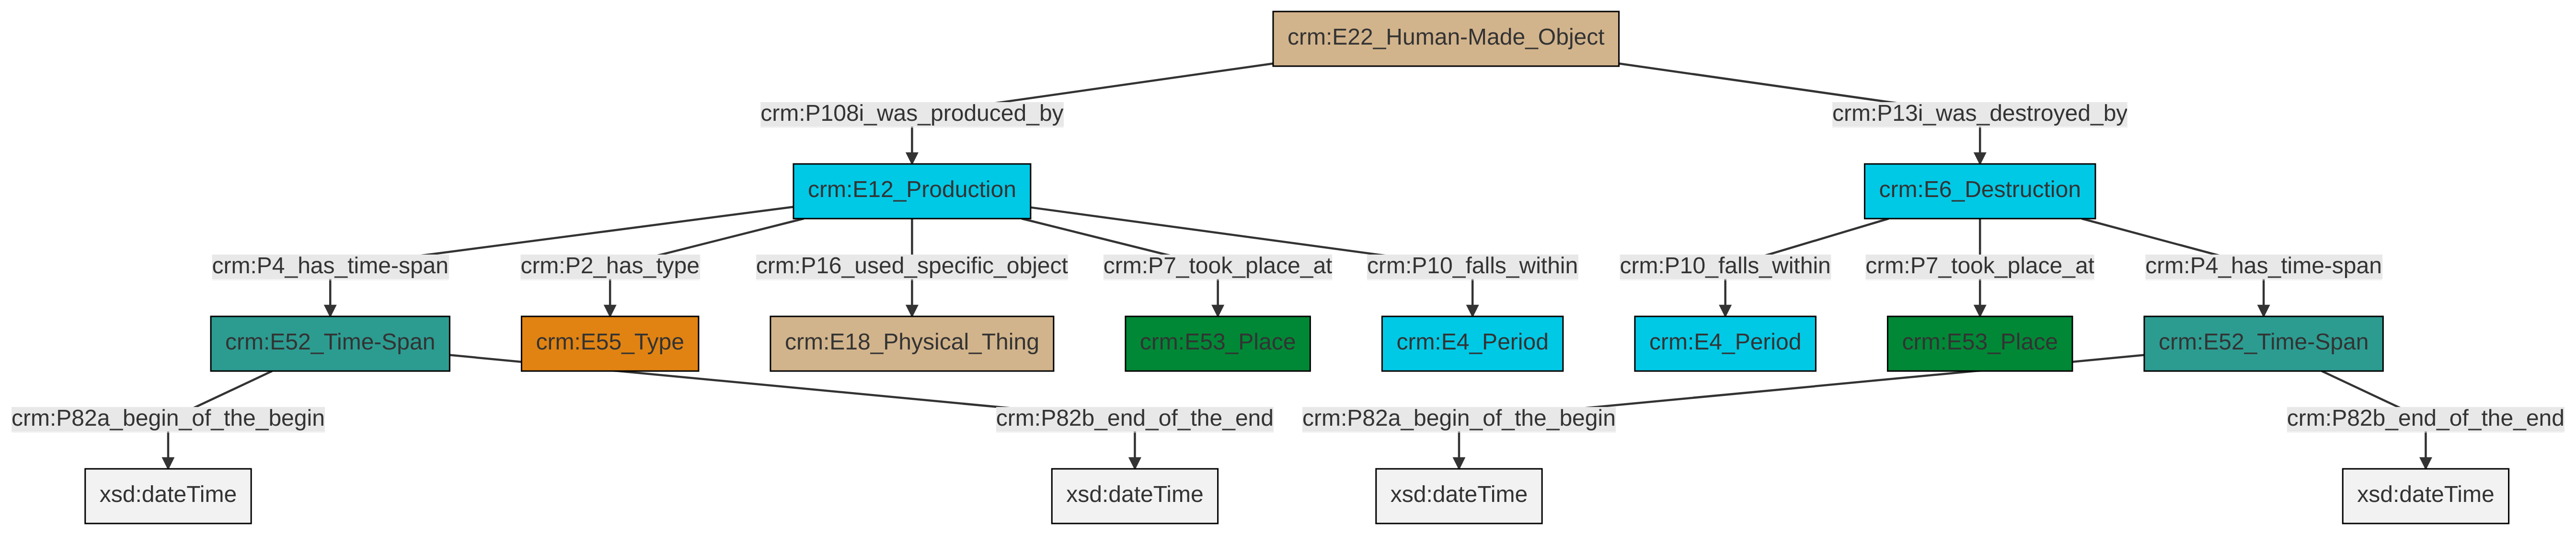 crm:E22_Human-Made_Object
crm:P108i_was_produced_by
crm:P13i_was_destroyed_by
crm:E12_Production
crm:E6_Destruction
crm:P4_has_time-span
crm:P2_has_type
crm:P16_used_specific_object
crm:P7_took_place_at
crm:P10_falls_within
crm:P10_falls_within
crm:P7_took_place_at
crm:P4_has_time-span
crm:E52_Time-Span
crm:E55_Type
crm:E18_Physical_Thing
crm:E53_Place
crm:E4_Period
crm:E4_Period
crm:E53_Place
crm:E52_Time-Span
crm:P82a_begin_of_the_begin
crm:P82b_end_of_the_end
crm:P82a_begin_of_the_begin
crm:P82b_end_of_the_end
xsd:dateTime
xsd:dateTime
xsd:dateTime
xsd:dateTime